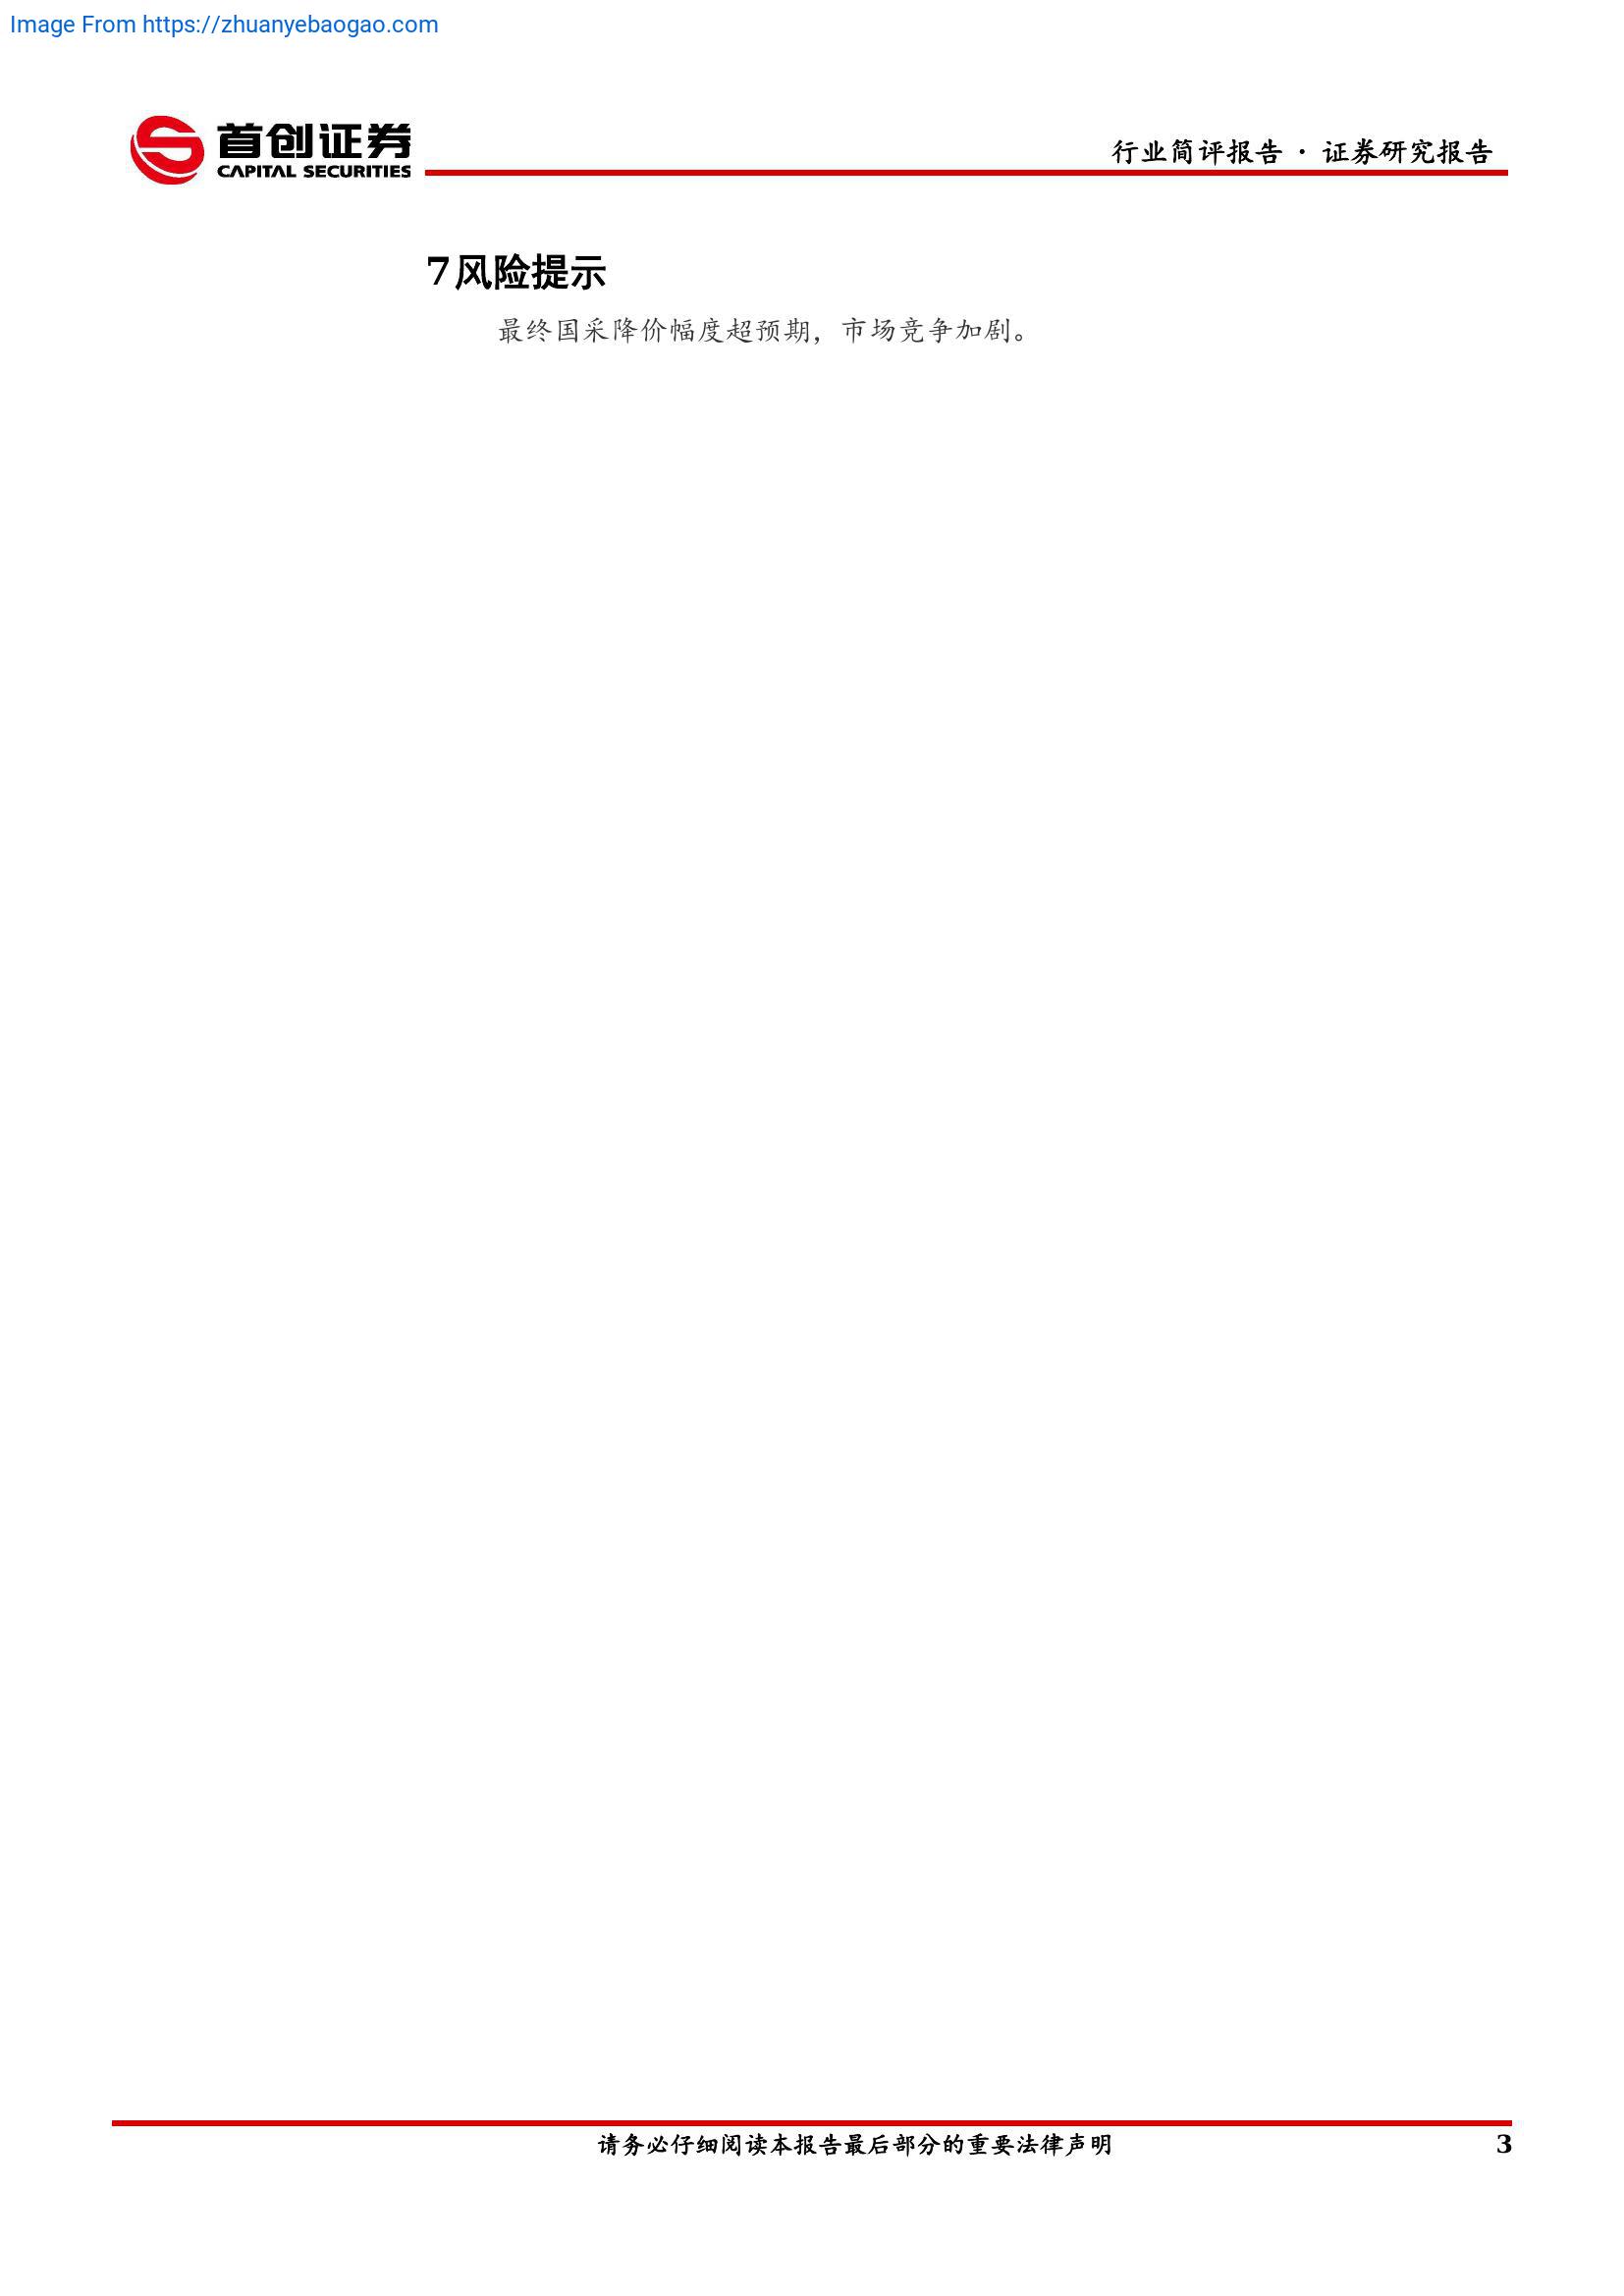 Image From https://zhuanyebaogao.com
首创证券
CAPITAL SECURITIES
行业简评报告 · 证券研究报告
7风险提示
最终国采降价幅度超预期，市场竞争加剧。
请务必仔细阅读本报告最后部分的重要法律声明
3